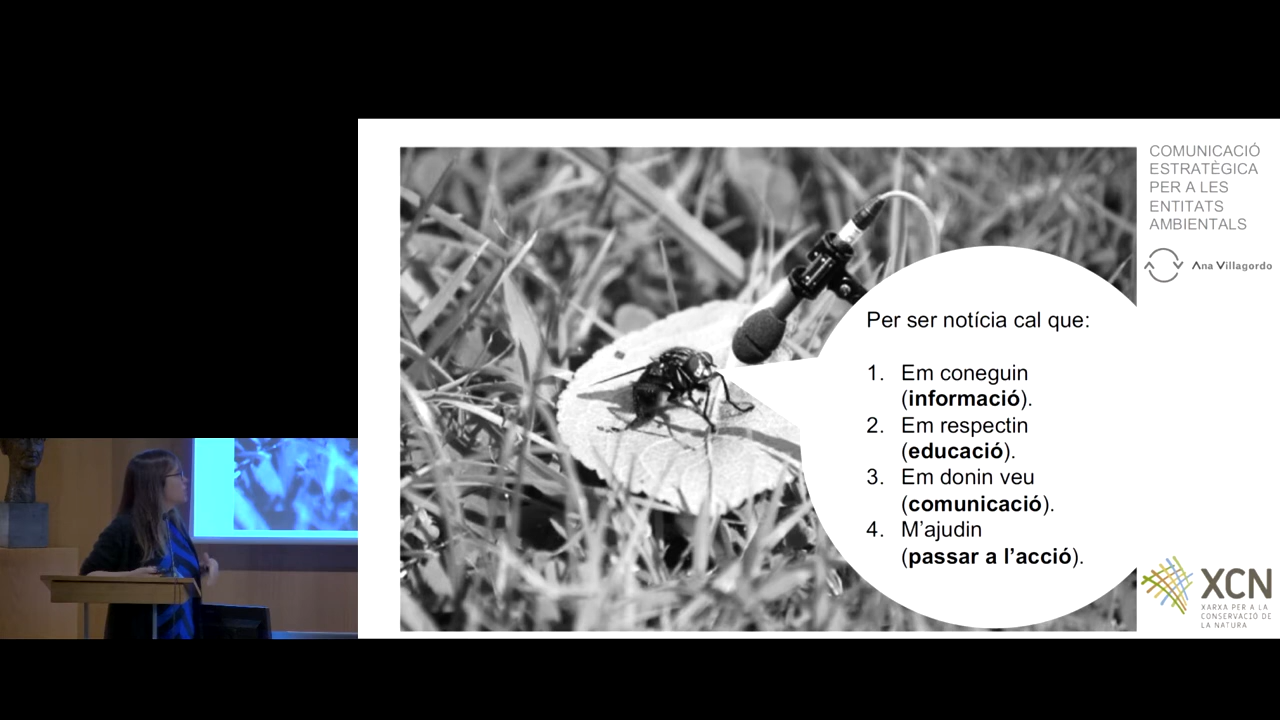 COMUNICACIÓ
ESTRATÈGICA
PER A LES
ENTITATS
AMBIENTALS
Ana Villagordo
Per ser notícia cal que:
1. Em coneguin
(informació).
2. Em respectin
(educació).
3. Em donin veu
(comunicació).
4. M'ajudin
(passar a l'acció).
XCN
XARXA PER A LA
CONSERVACIÓ DE
LA NATURA